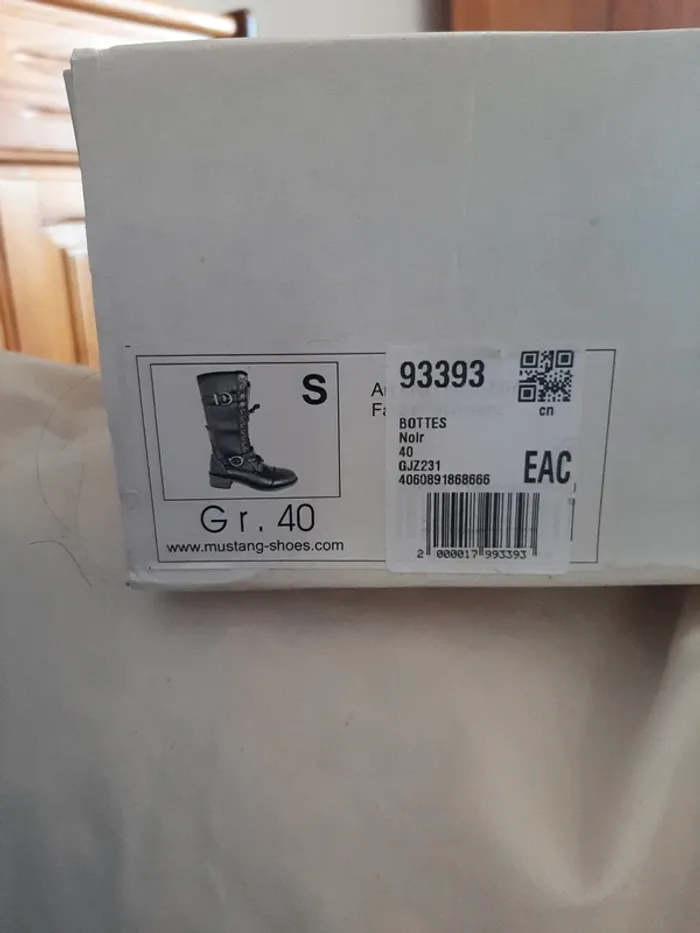 S
Gr. 40
www.mustang-shoes.com
93393
cn
BOTTES
Noir
40
GJZ231
4060891868666
EAC
2 000017 993393